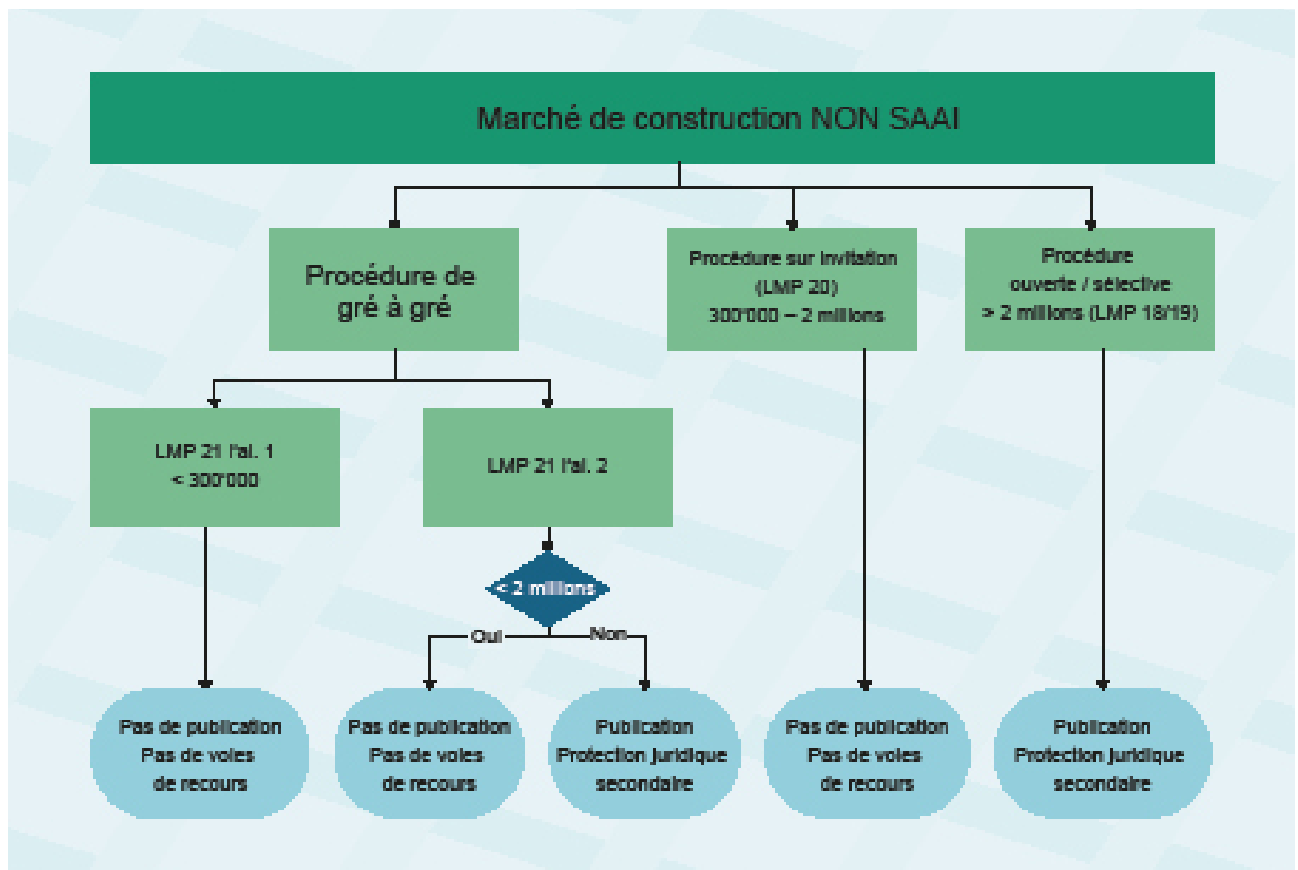 Marché de construction NON SAAI
Procédure de
gré à gré
Procédure sur invitation
(LMP 20)
300'000 – 2 millions
Procédure
ouverte / sélective
> 2 millions (LMP 18/19)
LMP 21 l'al. 1
< 300'000
LMP 21 l'al. 2
< 2 millions
Oui
Non
Pas de publication
Pas de voies
de recours
Pas de publication
Pas de voies
de recours
Publication
Protection juridique
secondaire
Pas de publication
Pas de voies
de recours
Publication
Protection juridique
secondaire